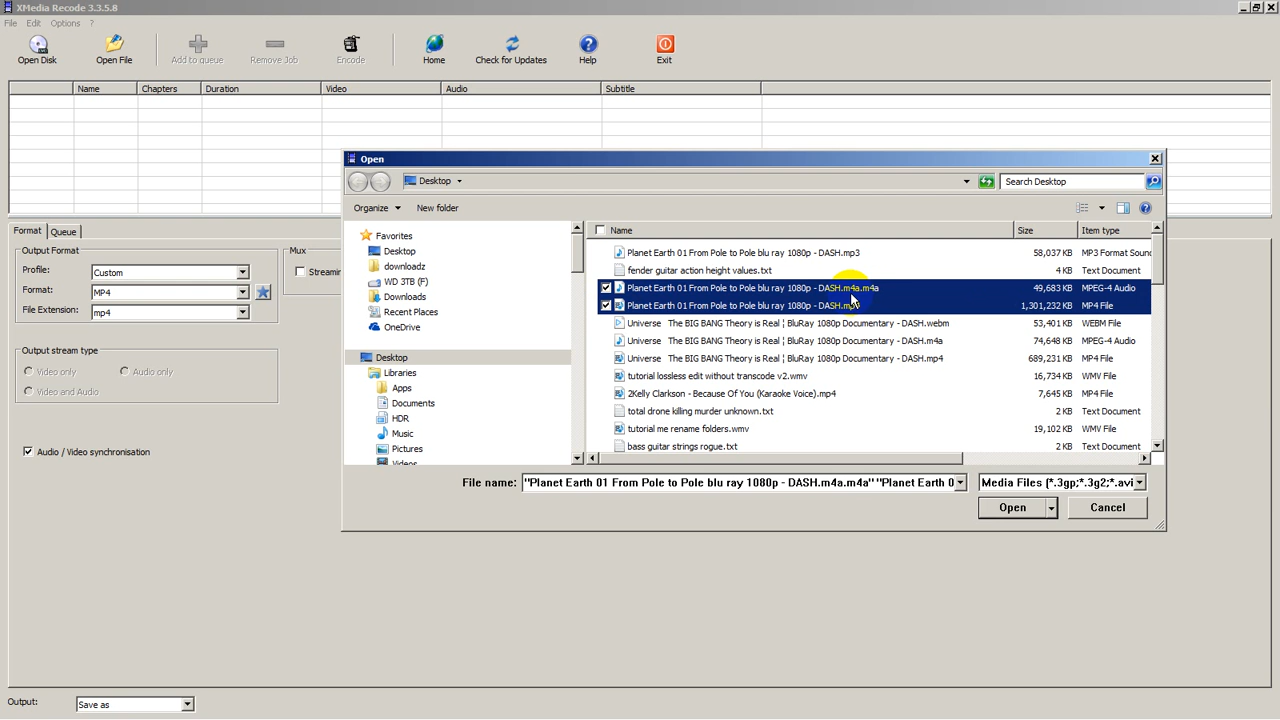 XMedia Recode 3.3.5.8
File Edit Options ?
Open Disk Open File Add to queue Remove Job Encode Home Check for Updates Help Exit
Name Chapters Duration Video Audio Subtitle
Open
Desktop Search Desktop
Organize New folder
Format Queue
Output Format
Profile: Custom
Format: MP4
File Extension: mp4
Mux
Streamin
Output stream type
Video only Audio only
Video and Audio
Audio / Video synchronisation
Favorites
Desktop
downloadz
WD 3TB (F)
Downloads
Recent Places
OneDrive
Desktop
Libraries
Apps
Documents
HDR
Music
Pictures
Videos
Name Size Item type
Planet Earth 01 From Pole to Pole blu ray 1080p - DASH.mp3 58,037 KB MP3 Format Sound
fender guitar action height values.txt 4 KB Text Document
Planet Earth 01 From Pole to Pole blu ray 1080p - DASH.m4a.m4a 49,683 KB MPEG-4 Audio
Planet Earth 01 From Pole to Pole blu ray 1080p - DASH.mp4 1,301,232 KB MP4 File
Universe The BIG BANG Theory is Real ¦ BluRay 1080p Documentary - DASH.webm 53,401 KB WEBM File
Universe The BIG BANG Theory is Real ¦ BluRay 1080p Documentary - DASH.m4a 74,648 KB MPEG-4 Audio
Universe The BIG BANG Theory is Real ¦ BluRay 1080p Documentary - DASH.mp4 689,231 KB MP4 File
tutorial lossless edit without transcode v2.wmv 16,734 KB WMV File
2Kelly Clarkson - Because Of You (Karaoke Voice).mp4 7,645 KB MP4 File
total drone killing murder unknown.txt 2 KB Text Document
tutorial me rename folders.wmv 19,102 KB WMV File
bass guitar strings rogue.txt 2 KB Text Document
File name: "Planet Earth 01 From Pole to Pole blu ray 1080p - DASH.m4a.m4a" "Planet Earth 0 Media Files (*.3gp;*.3g2;*.avi
Open Cancel
Output: Save as